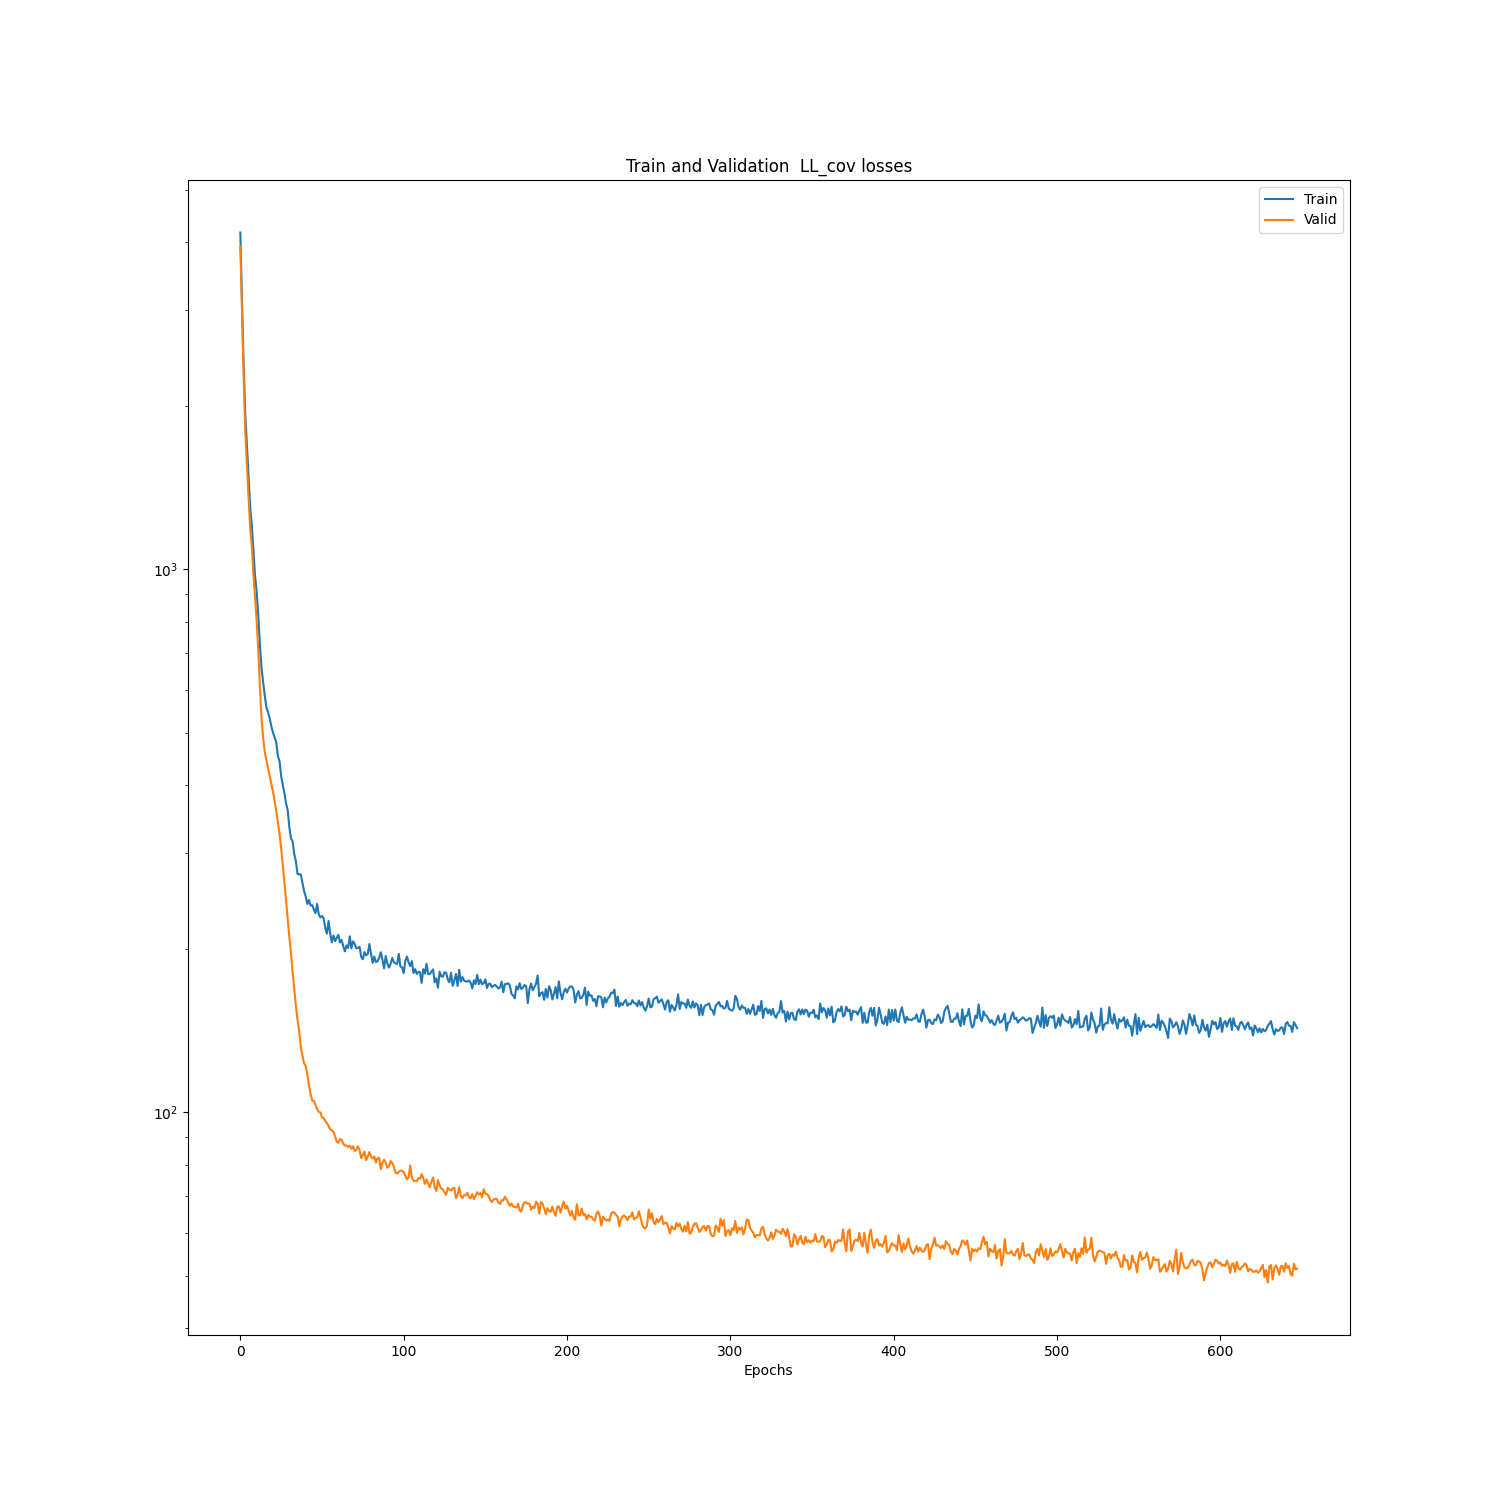 Train and Validation  LL_cov losses
Train
Valid
10³
10²
0 100 200 300 400 500 600
Epochs